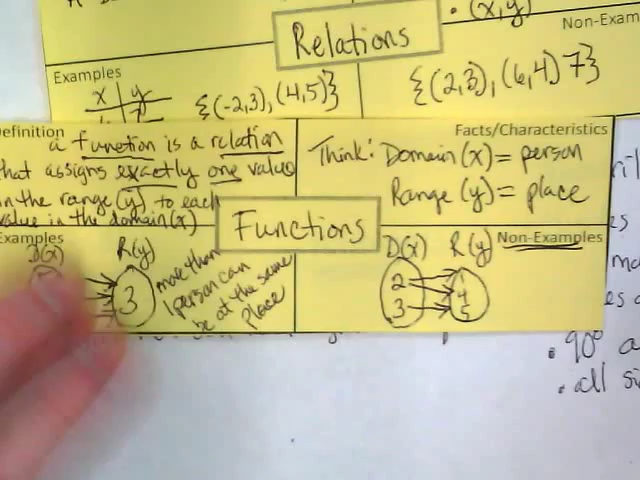 (x,y)
Relations
Non-Exam
Examples
x y
{(-2,3), (4,5)}
{(2,3), (6,4) 7}
efinition
a function is a relation
that assigns exactly one value
in the range (y) to each
value in the domain (x)
Facts/Characteristics
Think: Domain (x) = person
Range (y) = place
Functions
Examples
D(x) R(y)
3
more than
1 person can
be at the same
place
Non-Examples
D(x) R(y)
2 4
3 5
90°
all si